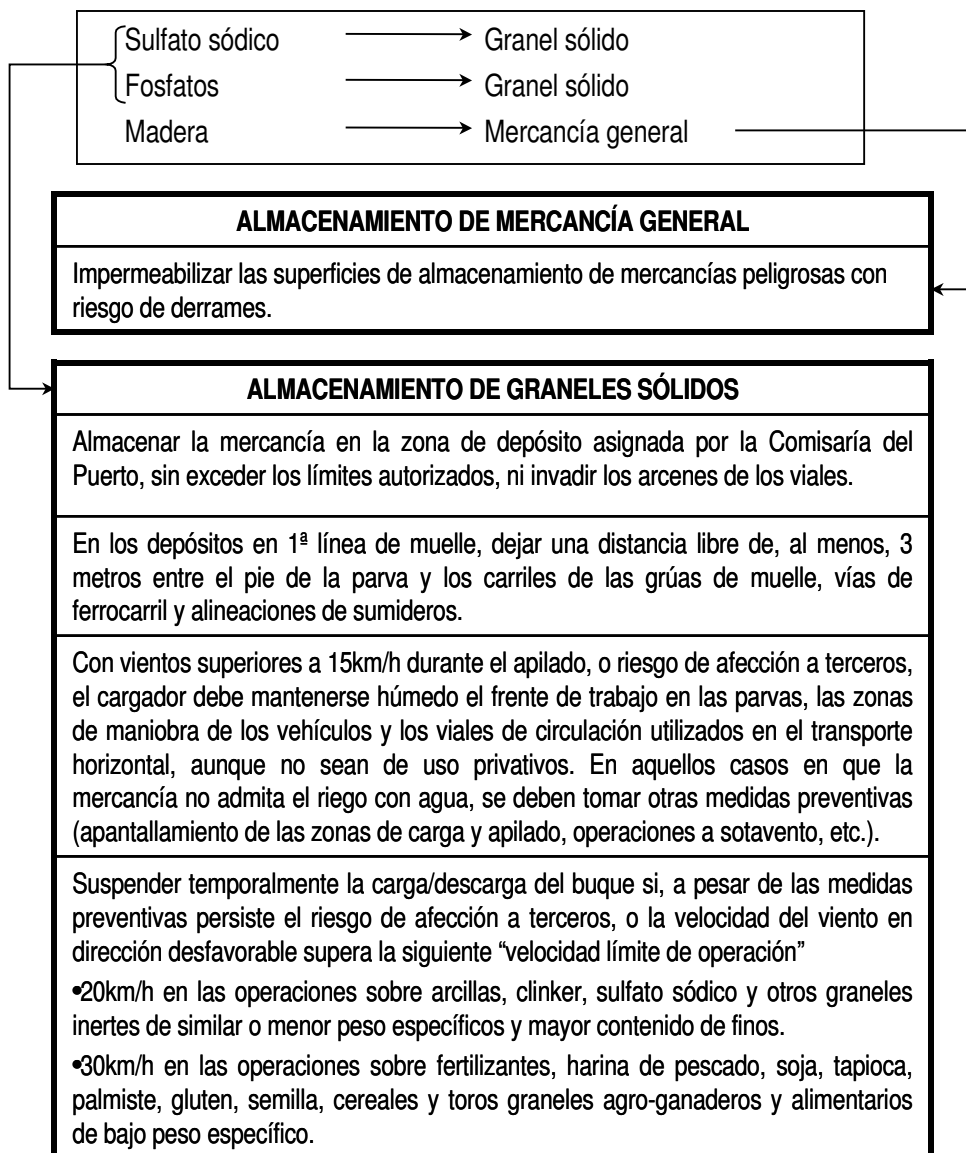 Sulfato sódico Granel sólido
Fosfatos Granel sólido
Madera Mercancía general
ALMACENAMIENTO DE MERCANCÍA GENERAL
Impermeabilizar las superficies de almacenamiento de mercancías peligrosas con
riesgo de derrames.
ALMACENAMIENTO DE GRANELES SÓLIDOS
Almacenar la mercancía en la zona de depósito asignada por la Comisaría del
Puerto, sin exceder los límites autorizados, ni invadir los arcenes de los viales.
En los depósitos en 1ª línea de muelle, dejar una distancia libre de, al menos, 3
metros entre el pie de la parva y los carriles de las grúas de muelle, vías de
ferrocarril y alineaciones de sumideros.
Con vientos superiores a 15km/h durante el apilado, o riesgo de afección a terceros,
el cargador debe mantenerse húmedo el frente de trabajo en las parvas, las zonas
de maniobra de los vehículos y los viales de circulación utilizados en el transporte
horizontal, aunque no sean de uso privativos. En aquellos casos en que la
mercancía no admita el riego con agua, se deben tomar otras medidas preventivas
(apantallamiento de las zonas de carga y apilado, operaciones a sotavento, etc.).
Suspender temporalmente la carga/descarga del buque si, a pesar de las medidas
preventivas persiste el riesgo de afección a terceros, o la velocidad del viento en
dirección desfavorable supera la siguiente “velocidad límite de operación”
•20km/h en las operaciones sobre arcillas, clinker, sulfato sódico y otros graneles
inertes de similar o menor peso específicos y mayor contenido de finos.
•30km/h en las operaciones sobre fertilizantes, harina de pescado, soja, tapioca,
palmiste, gluten, semilla, cereales y toros graneles agro-ganaderos y alimentarios
de bajo peso específico.